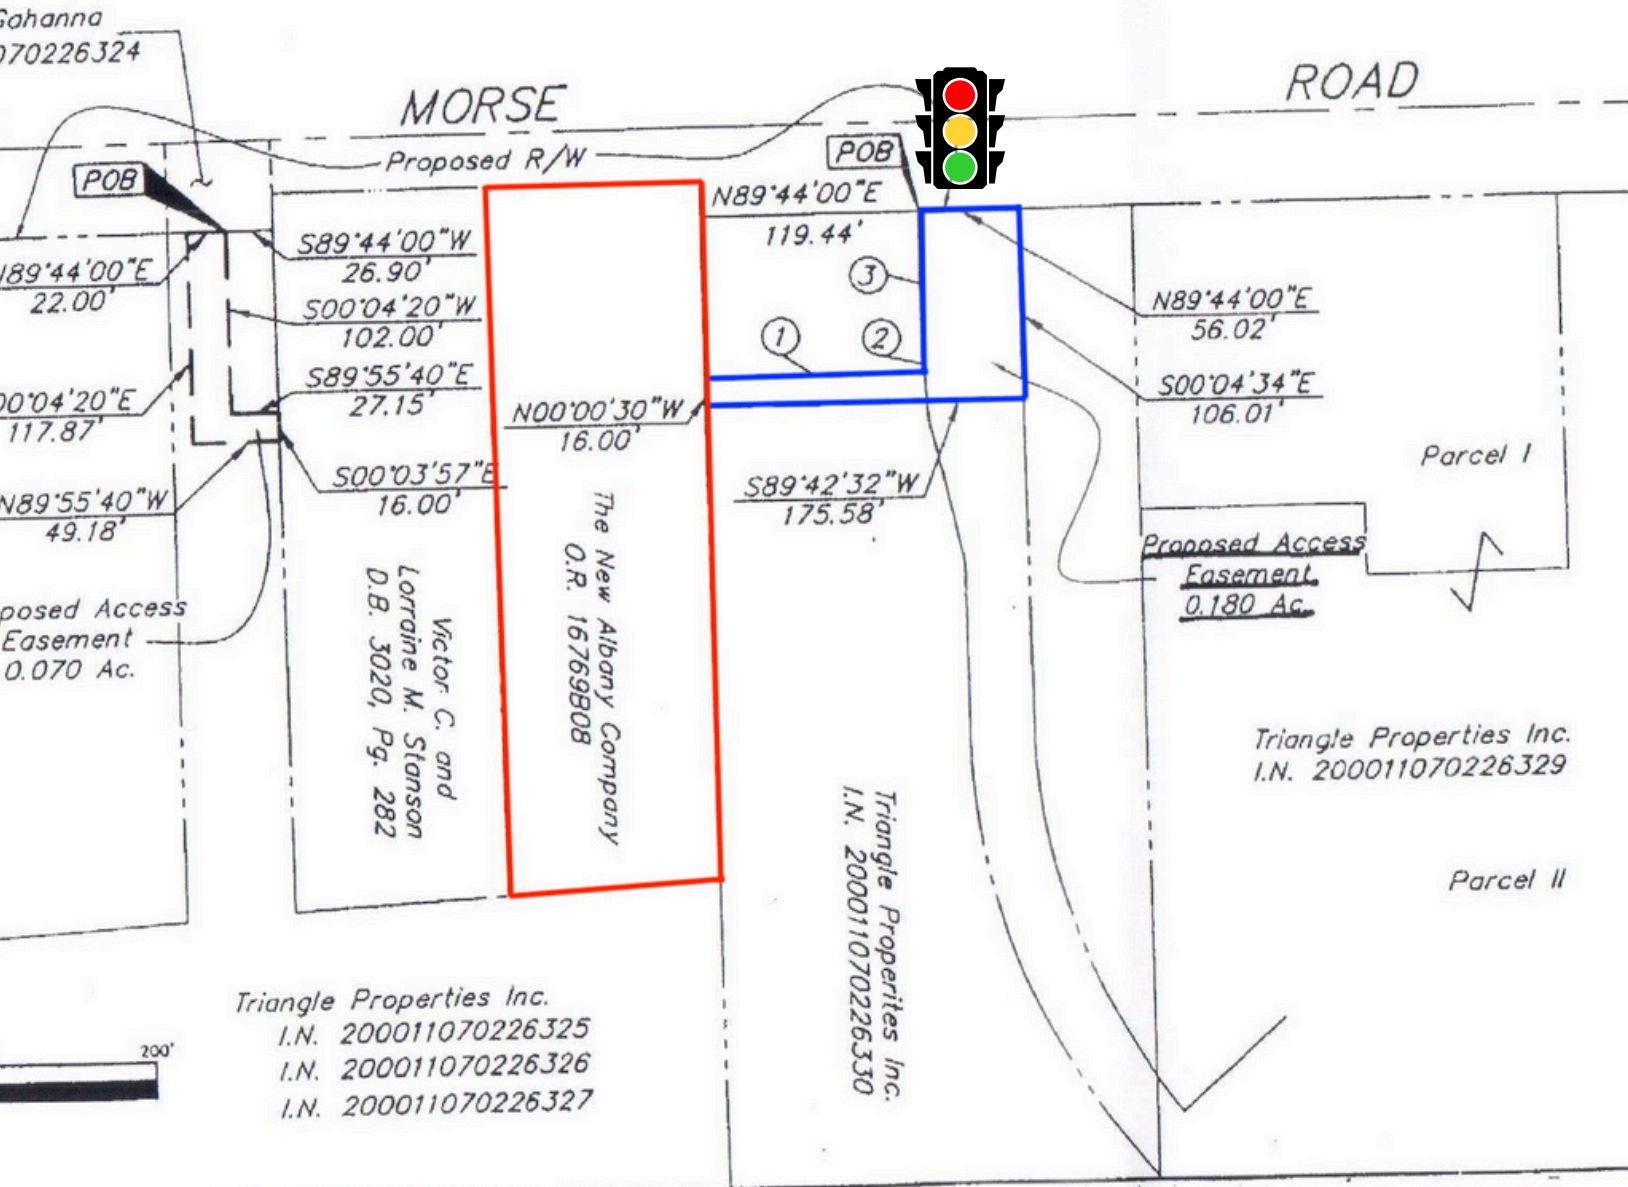 Gahanna
070226324
MORSE
ROAD
Proposed R/W
POB
POB
N89°44'00"E
119.44'
S89°44'00"W
26.90'
N89°44'00"E
22.00'
S00°04'20"W
102.00'
S89°55'40"E
27.15'
00°04'20"E
117.87'
N00°00'30"W
16.00'
S00°03'57"E
16.00'
N89°55'40"W
49.18'
1
2
3
N89°44'00"E
56.02'
S00°04'34"E
106.01'
S89°42'32"W
175.58'
Parcel I
Proposed Access
Easement
0.180 Ac.
posed Access
Easement
0.070 Ac.
Victor C. and
Lorraine M. Stanson
D.B. 3020, Pg. 282
The New Albany Company
O.R. 16769B08
Triangle Properites Inc.
I.N. 200011070226330
Triangle Properties Inc.
I.N. 200011070226329
Parcel II
Triangle Properties Inc.
I.N. 200011070226325
I.N. 200011070226326
I.N. 200011070226327
200'